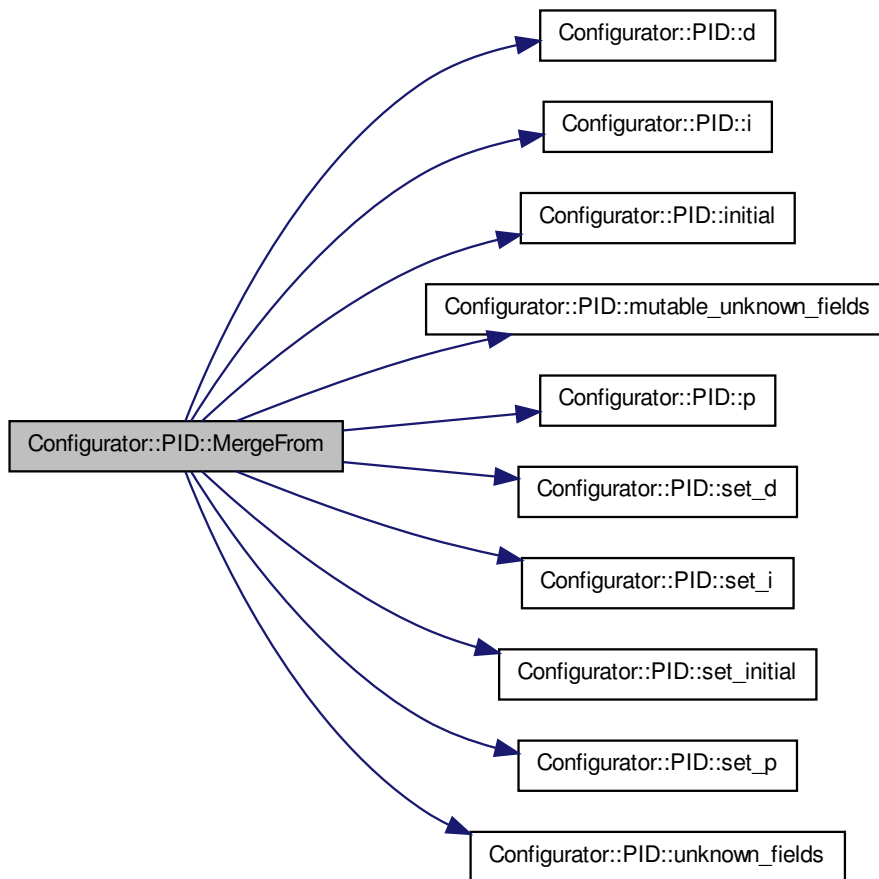 Configurator::PID::d
Configurator::PID::i
Configurator::PID::initial
Configurator::PID::mutable_unknown_fields
Configurator::PID::p
Configurator::PID::MergeFrom
Configurator::PID::set_d
Configurator::PID::set_i
Configurator::PID::set_initial
Configurator::PID::set_p
Configurator::PID::unknown_fields